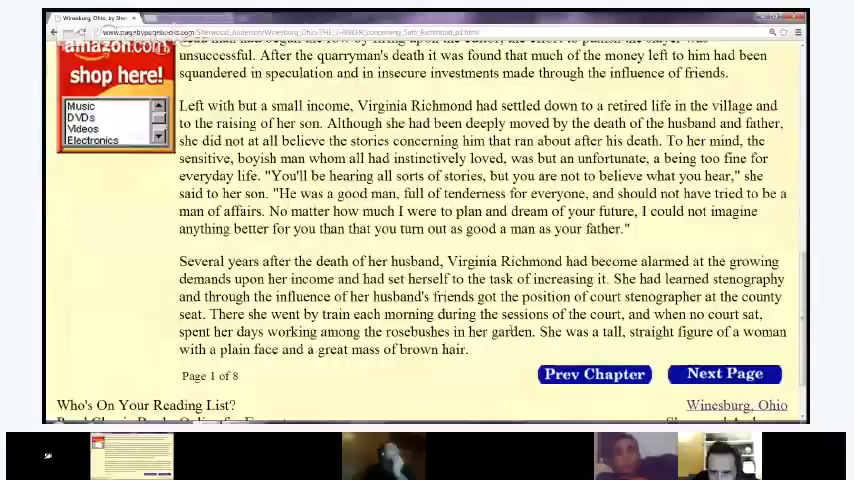 Winesburg, Ohio, by She
amazon.com
shop here!
Music
DVDs
Videos
Electronics
unsuccessful. After the quarryman's death it was found that much of the money left to him had been
squandered in speculation and in insecure investments made through the influence of friends.
Left with but a small income, Virginia Richmond had settled down to a retired life in the village and
to the raising of her son. Although she had been deeply moved by the death of the husband and father,
she did not at all believe the stories concerning him that ran about after his death. To her mind, the
sensitive, boyish man whom all had instinctively loved, was but an unfortunate, a being too fine for
everyday life. "You'll be hearing all sorts of stories, but you are not to believe what you hear," she
said to her son. "He was a good man, full of tenderness for everyone, and should not have tried to be a
man of affairs. No matter how much I were to plan and dream of your future, I could not imagine
anything better for you than that you turn out as good a man as your father."
Several years after the death of her husband, Virginia Richmond had become alarmed at the growing
demands upon her income and had set herself to the task of increasing it. She had learned stenography
and through the influence of her husband's friends got the position of court stenographer at the county
seat. There she went by train each morning during the sessions of the court, and when no court sat,
spent her days working among the rosebushes in her garden. She was a tall, straight figure of a woman
with a plain face and a great mass of brown hair.
Page 1 of 8
Prev Chapter
Next Page
Who's On Your Reading List?
Winesburg, Ohio